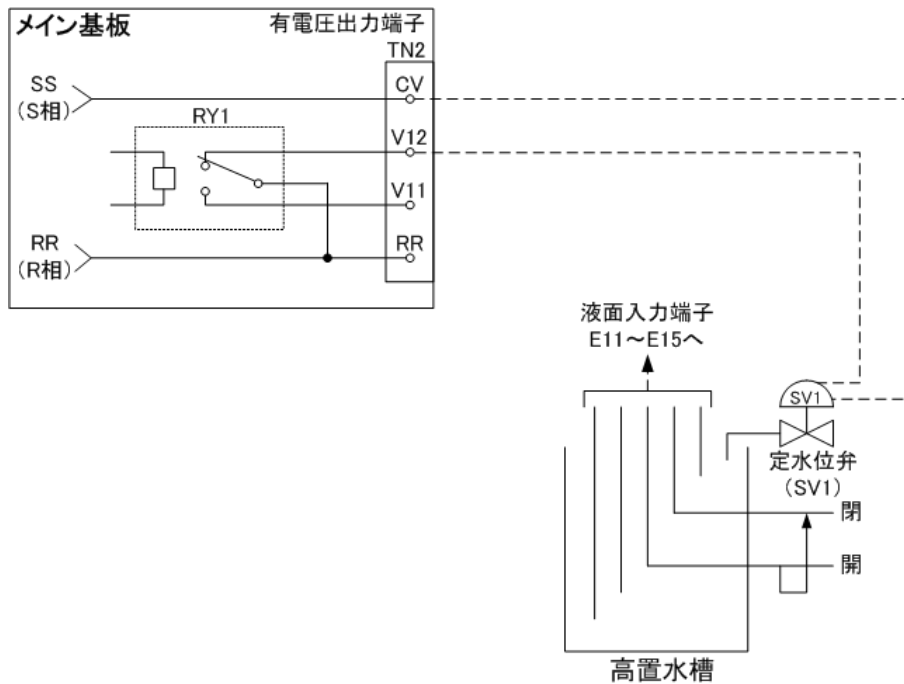 メイン基板
有電圧出力端子
TN2
SS
(S相)
CV
RY1
V12
V11
RR
(R相)
RR
液面入力端子
E11～E15へ
SV1
定水位弁
(SV1)
閉
開
高置水槽